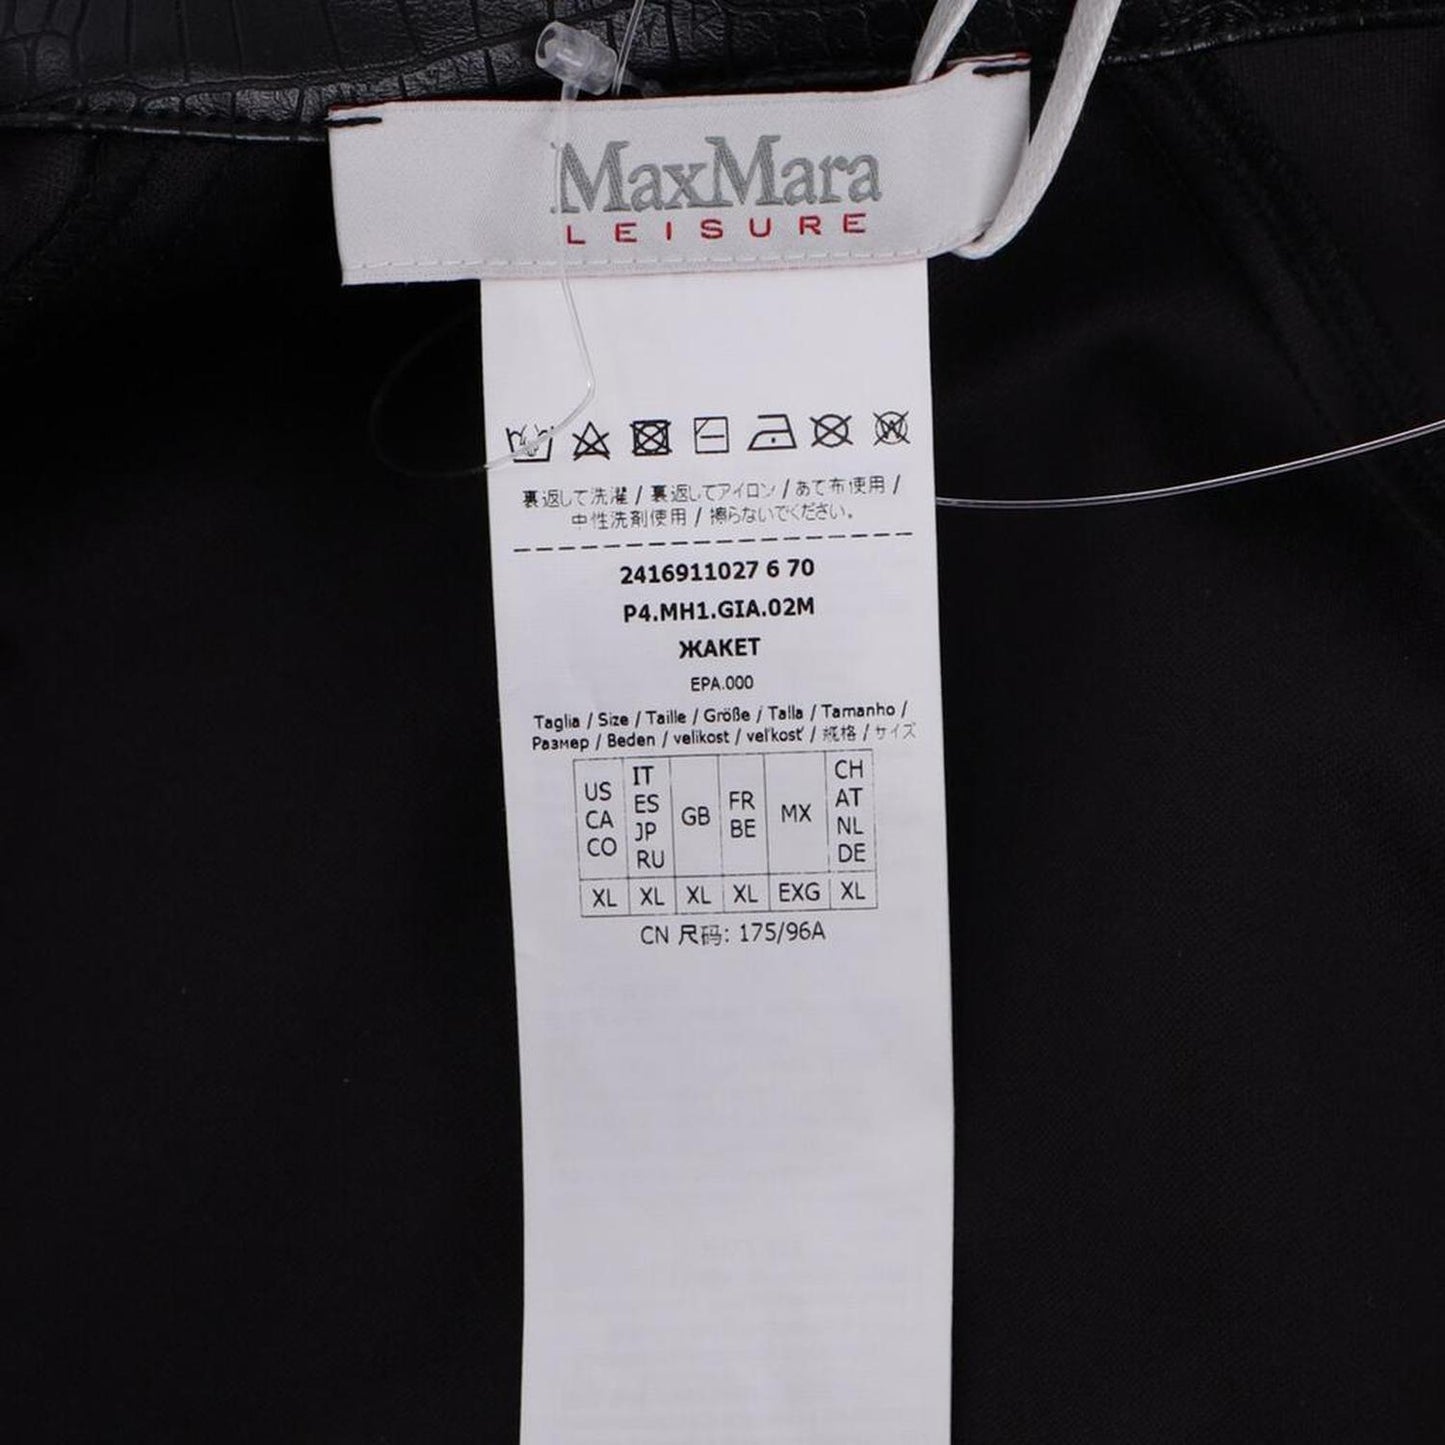 MaxMara
LEISURE
裏返して洗濯 / 裏返してアイロン / あて布使用 /
中性洗剤使用 / 擦らないでください。
2416911027 6 70
P4.MH1.GIA.02M
ЖАКЕТ
EPA.000
Taglia / Size / Taille / Größe / Talla / Tamanho /
Размер / Beden / velikost / veľkosť / 规格 / サイズ
US CA CO IT ES JP RU GB FR BE MX CH AT NL DE
XL XL XL XL EXG XL
CN 尺码: 175/96A